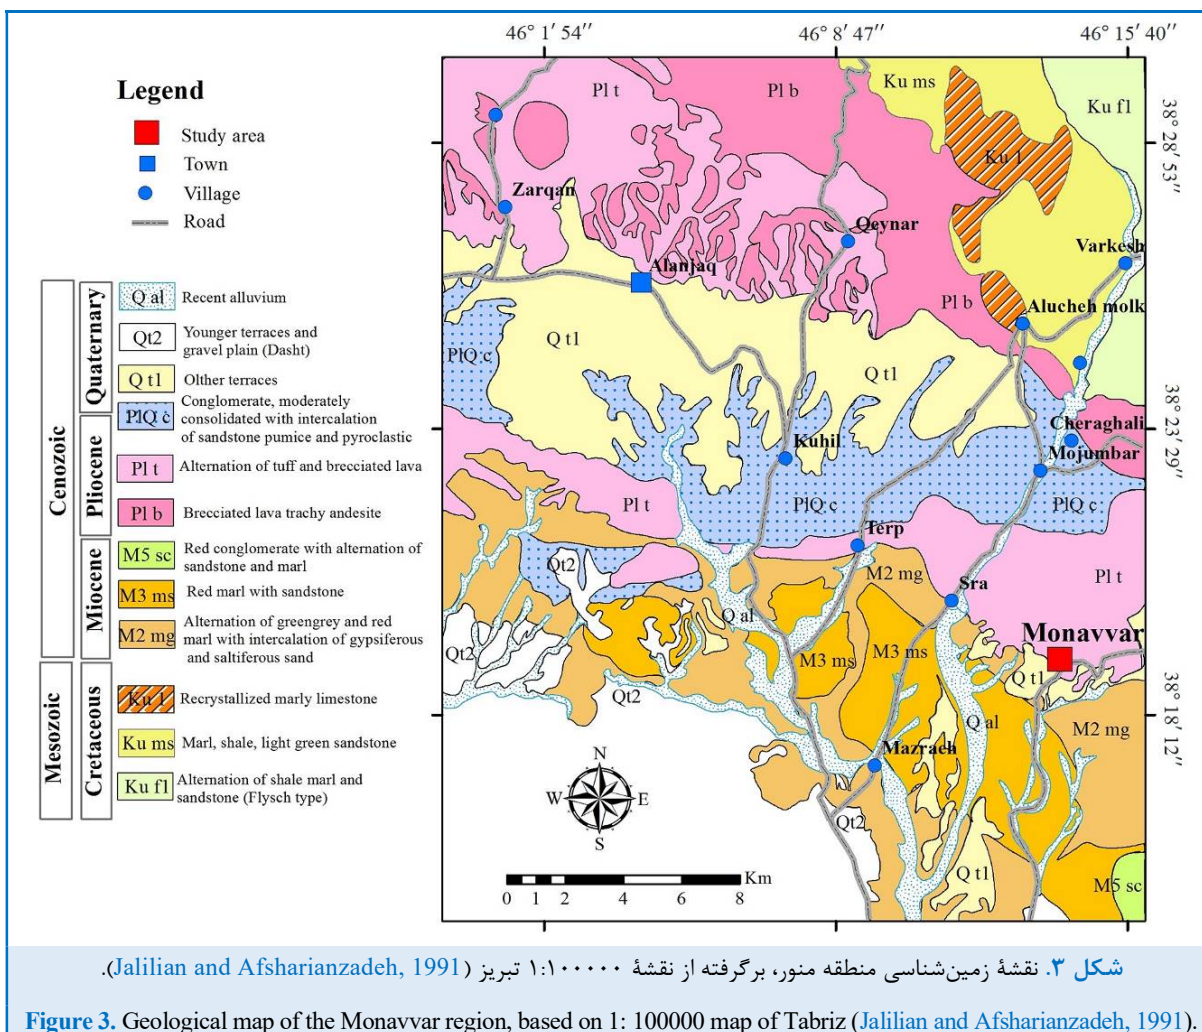 46° 1′ 54″
46° 8′ 47″
46° 15′ 40″
Legend
Study area
Town
Village
Road
Cenozoic
Mesozoic
Quaternary
Pliocene
Miocene
Cretaceous
Q al
Recent alluvium
Qt2
Younger terraces and
gravel plain (Dasht)
Q t1
Olther terraces
PlQ c
Conglomerate, moderately
consolidated with intercalation
of sandstone pumice and pyroclastic
Pl t
Alternation of tuff and brecciated lava
Pl b
Brecciated lava trachy andesite
M5 sc
Red conglomerate with alternation of
sandstone and marl
M3 ms
Red marl with sandstone
M2 mg
Alternation of greengrey and red
marl with intercalation of gypsiferous
and saltiferous sand
Ku 1
Recrystallized marly limestone
Ku ms
Marl, shale, light green sandstone
Ku f1
Alternation of shale marl and
sandstone (Flysch type)
Pl t
Pl b
Ku ms
Ku f1
Ku 1
38° 28′ 53″
Zarqan
Qeynar
Varkesh
Alanjaq
Pl b
Alucheh molk
PlQ c
Q t1
Q t1
Cheraghali
38° 23′ 29″
Kuhil
Mojumbar
Pl t
PlQ c
Terp
Qt2
M2 mg
Sra
Pl t
Q al
Monavvar
M3 ms
M3 ms
Q t1
Qt2
Qt2
Q al
M2 mg
38° 18′ 12″
Mazraeh
N
W E
S
Qt2
Q t1
M5 sc
Km
0 1 2 4 6 8
شکل ۳. نقشهٔ زمین‌شناسی منطقه منور، برگرفته از نقشهٔ ۱:۱۰۰۰۰۰ تبریز (Jalilian and Afsharianzadeh, 1991).
Figure 3. Geological map of the Monavvar region, based on 1: 100000 map of Tabriz (Jalilian and Afsharianzadeh, 1991).